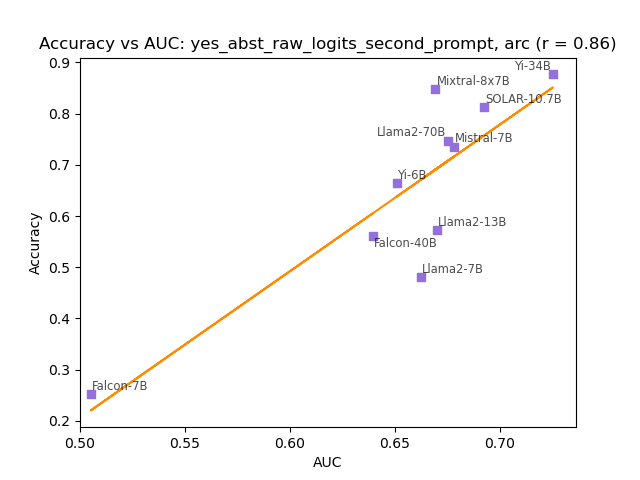 Accuracy vs AUC: yes_abst_raw_logits_second_prompt, arc (r = 0.86)
Yi-34B
Mixtral-8x7B
SOLAR-10.7B
Llama2-70B
Mistral-7B
Yi-6B
Llama2-13B
Falcon-40B
Llama2-7B
Falcon-7B
0.9
0.8
0.7
0.6
0.5
0.4
0.3
0.2
Accuracy
0.50
0.55
0.60
0.65
0.70
AUC